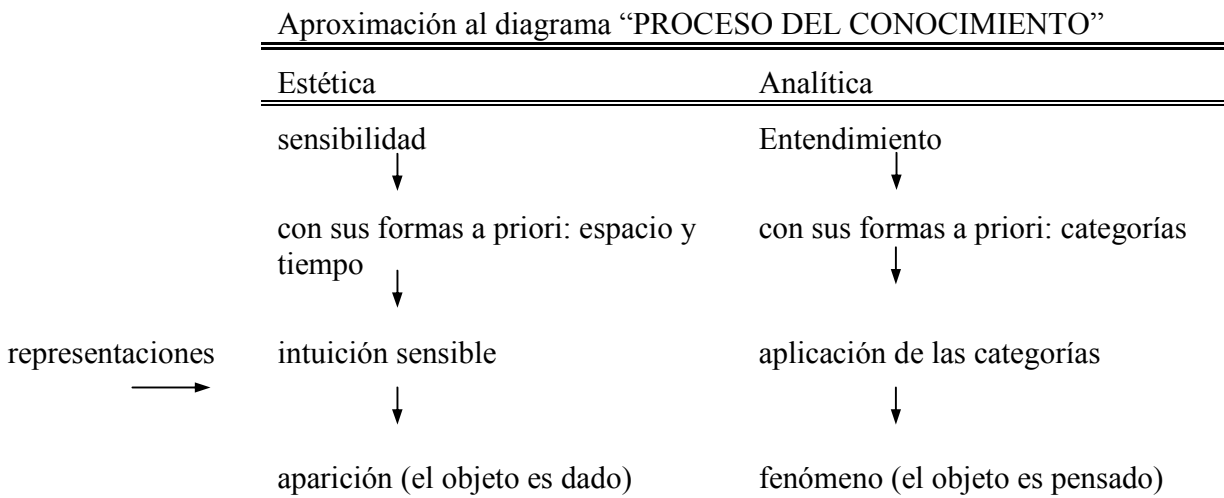 Aproximación al diagrama “PROCESO DEL CONOCIMIENTO”
Estética Analítica
sensibilidad Entendimiento
con sus formas a priori: espacio y con sus formas a priori: categorías
tiempo
representaciones intuición sensible aplicación de las categorías
aparición (el objeto es dado) fenómeno (el objeto es pensado)